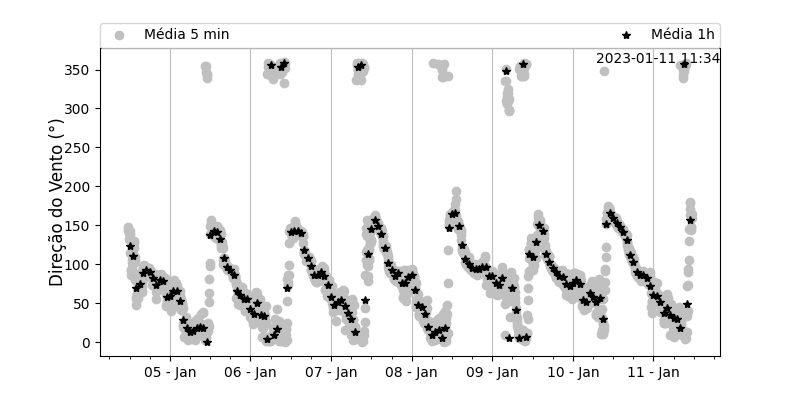 Média 5 min
Média 1h
2023-01-11 11:34
Direção do Vento (°)
350
300
250
200
150
100
50
0
05 - Jan
06 - Jan
07 - Jan
08 - Jan
09 - Jan
10 - Jan
11 - Jan